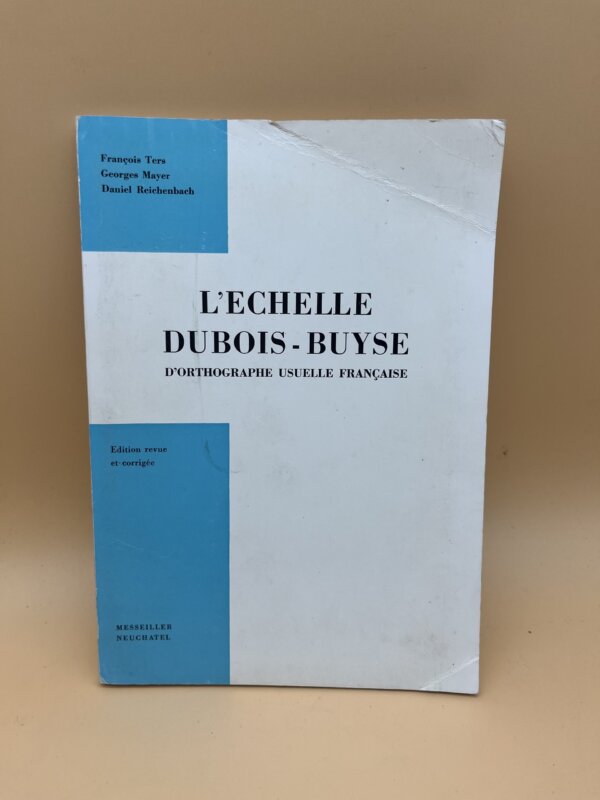 François Ters
Georges Mayer
Daniel Reichenbach
L'ECHELLE
DUBOIS - BUYSE
D'ORTHOGRAPHE USUELLE FRANÇAISE
Edition revue
et corrigée
MESSEILLER
NEUCHATEL